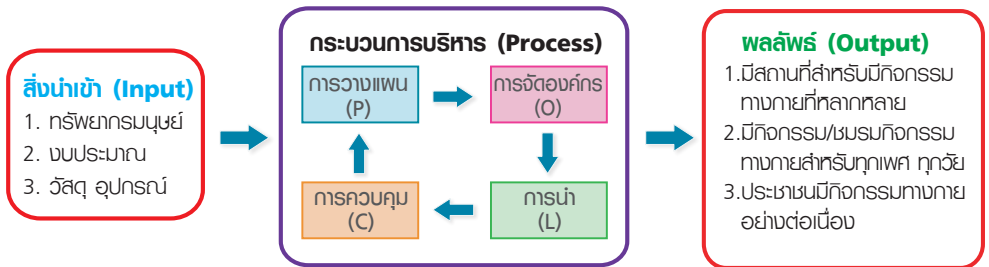 สิ่งนำเข้า (Input)
1. ทรัพยากรมนุษย์
2. งบประมาณ
3. วัสดุ อุปกรณ์
กระบวนการบริหาร (Process)
การวางแผน
(P)
การจัดองค์กร
(O)
การควบคุม
(C)
การนำ
(L)
ผลลัพธ์ (Output)
1.มีสถานที่สำหรับมีกิจกรรม
ทางกายที่หลากหลาย
2.มีกิจกรรม/ชมรมกิจกรรม
ทางกายสำหรับทุกเพศ ทุกวัย
3.ประชาชนมีกิจกรรมทางกาย
อย่างต่อเนื่อง